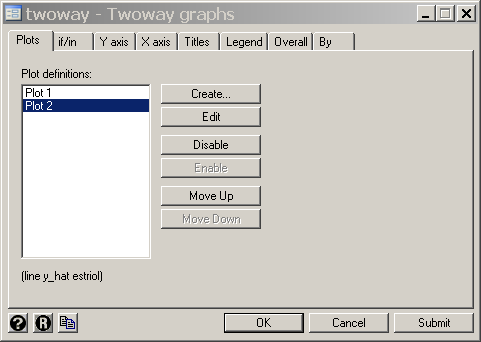 twoway - Twoway graphs
Plots if/in Y axis X axis Titles Legend Overall By
Plot definitions:
Plot 1
Plot 2
Create...
Edit
Disable
Enable
Move Up
Move Down
(line y_hat estriol)
? R OK Cancel Submit